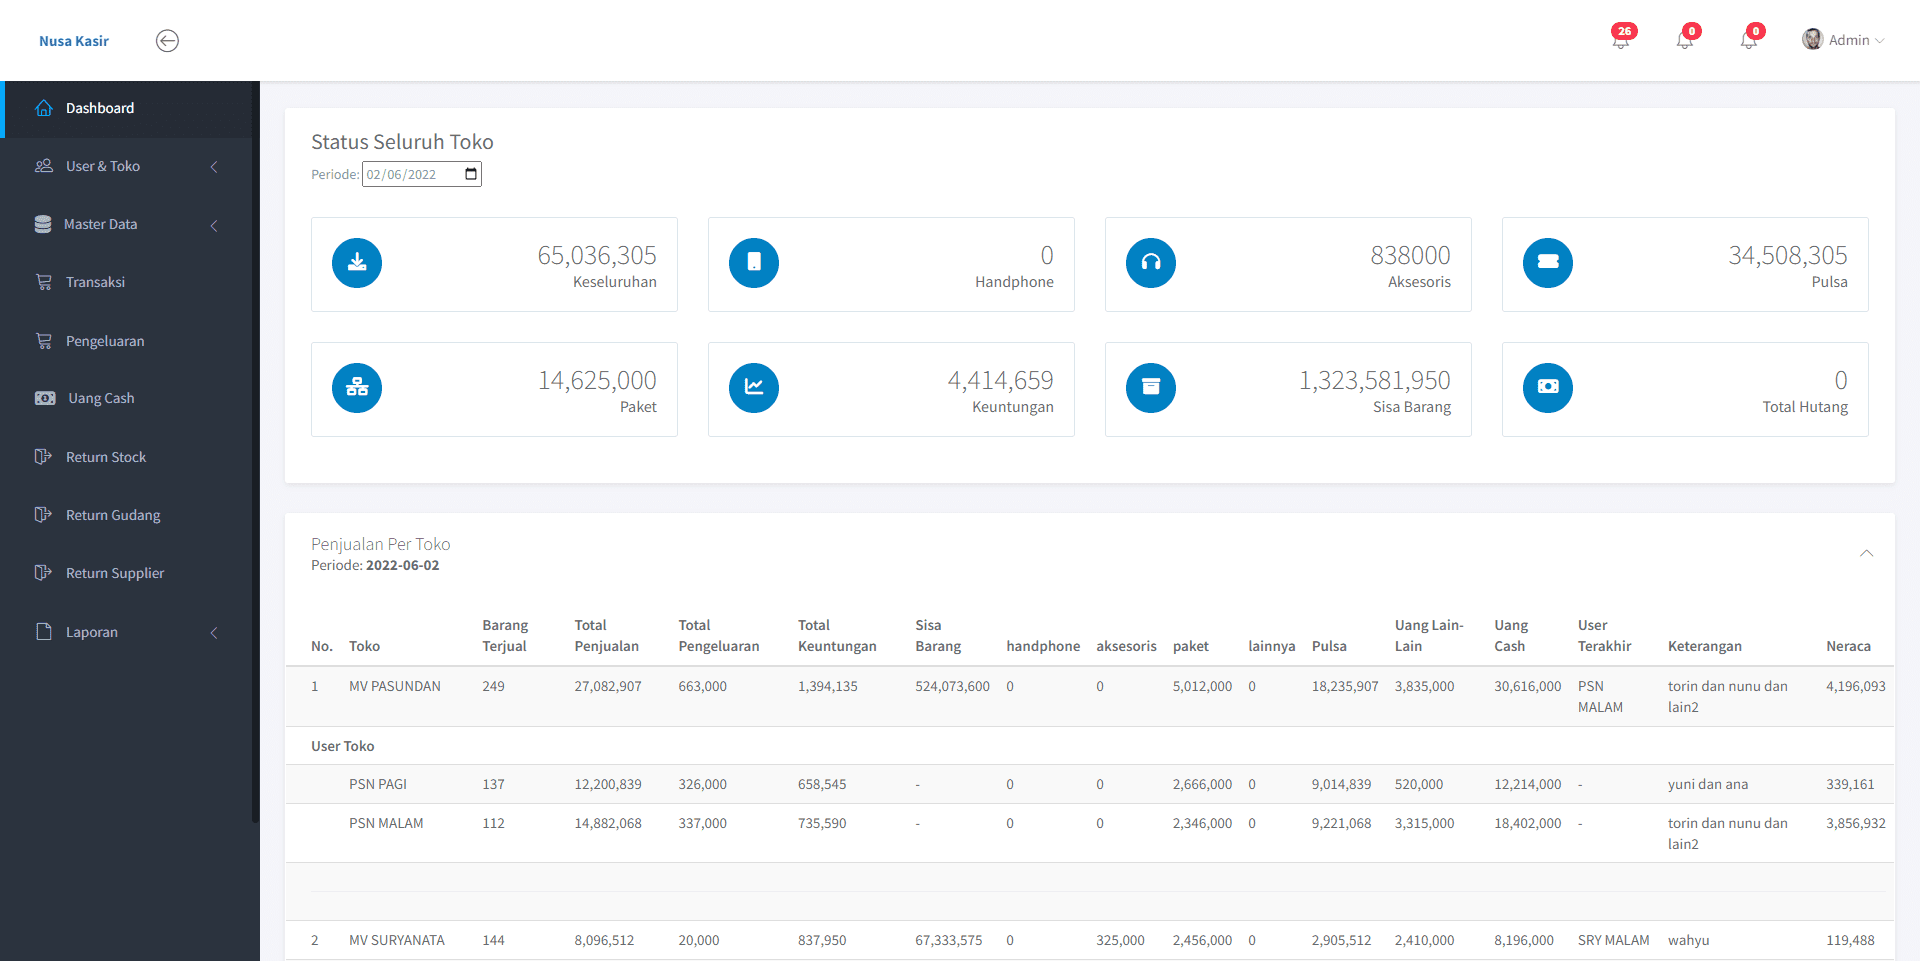 Nusa Kasir
26
0
0
Admin
Dashboard
User & Toko
Master Data
Transaksi
Pengeluaran
Uang Cash
Return Stock
Return Gudang
Return Supplier
Laporan
Status Seluruh Toko
Periode: 02/06/2022
65,036,305
Keseluruhan
0
Handphone
838000
Aksesoris
34,508,305
Pulsa
14,625,000
Paket
4,414,659
Keuntungan
1,323,581,950
Sisa Barang
0
Total Hutang
Penjualan Per Toko
Periode: 2022-06-02
No. Toko Barang Terjual Total Penjualan Total Pengeluaran Total Keuntungan Sisa Barang handphone aksesoris paket lainnya Pulsa Uang Lain-Lain Uang Cash User Terakhir Keterangan Neraca
1 MV PASUNDAN 249 27,082,907 663,000 1,394,135 524,073,600 0 0 5,012,000 0 18,235,907 3,835,000 30,616,000 PSN MALAM torin dan nunu dan lain2 4,196,093
User Toko
PSN PAGI 137 12,200,839 326,000 658,545 - 0 0 2,666,000 0 9,014,839 520,000 12,214,000 - yuni dan ana 339,161
PSN MALAM 112 14,882,068 337,000 735,590 - 0 0 2,346,000 0 9,221,068 3,315,000 18,402,000 - torin dan nunu dan lain2 3,856,932
2 MV SURYANATA 144 8,096,512 20,000 837,950 67,333,575 0 325,000 2,456,000 0 2,905,512 2,410,000 8,196,000 SRY MALAM wahyu 119,488